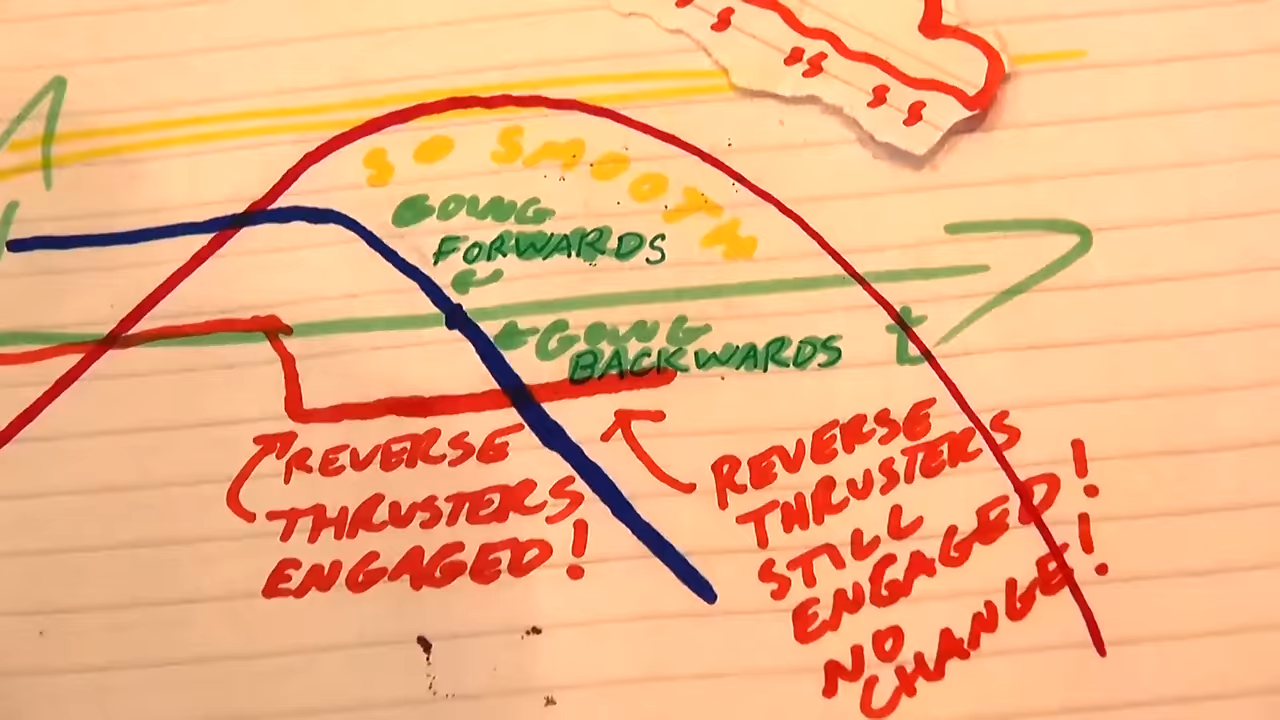 SO SMOOTH
GOING
FORWARDS
GOING
BACKWARDS
t
REVERSE
THRUSTERS
ENGAGED!
REVERSE
THRUSTERS
STILL
ENGAGED!
NO
CHANGE!